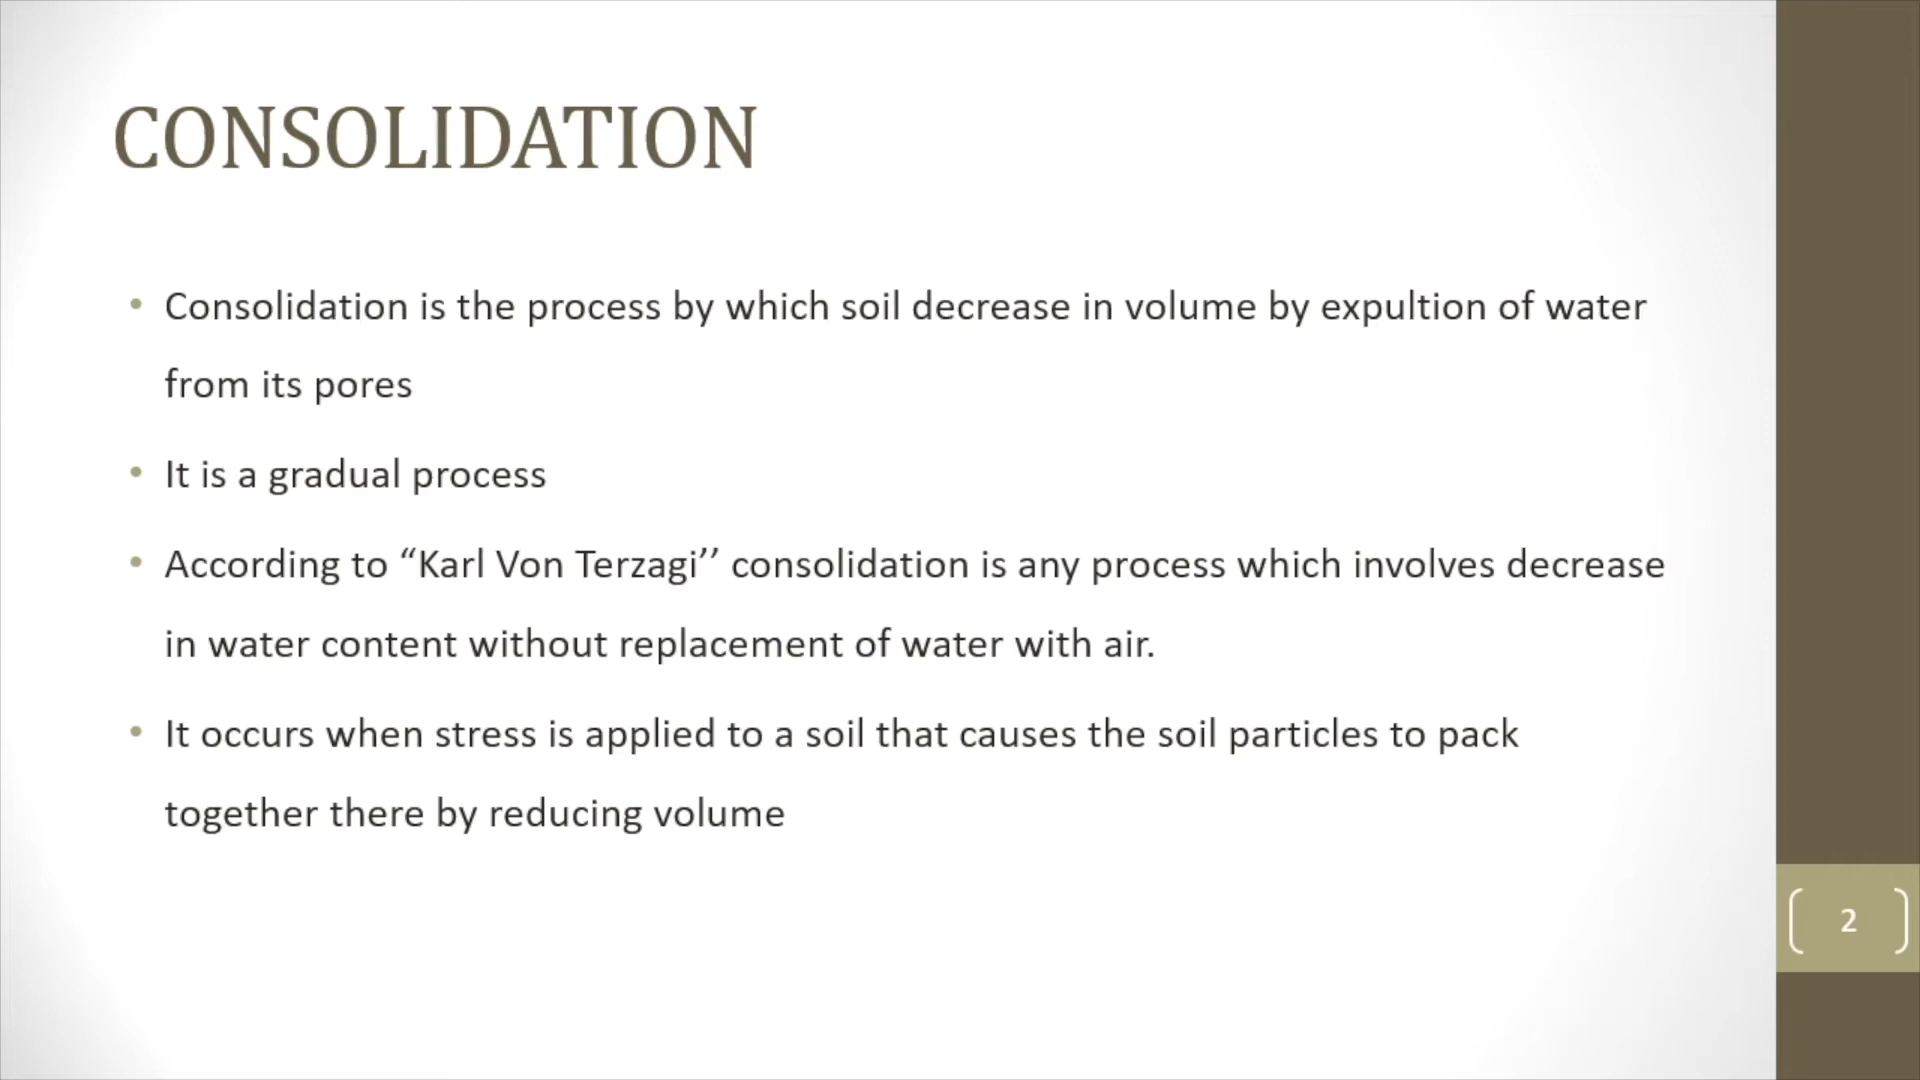 CONSOLIDATION
• Consolidation is the process by which soil decrease in volume by expultion of water
from its pores
• It is a gradual process
• According to “Karl Von Terzagi’’ consolidation is any process which involves decrease
in water content without replacement of water with air.
• It occurs when stress is applied to a soil that causes the soil particles to pack
together there by reducing volume
2